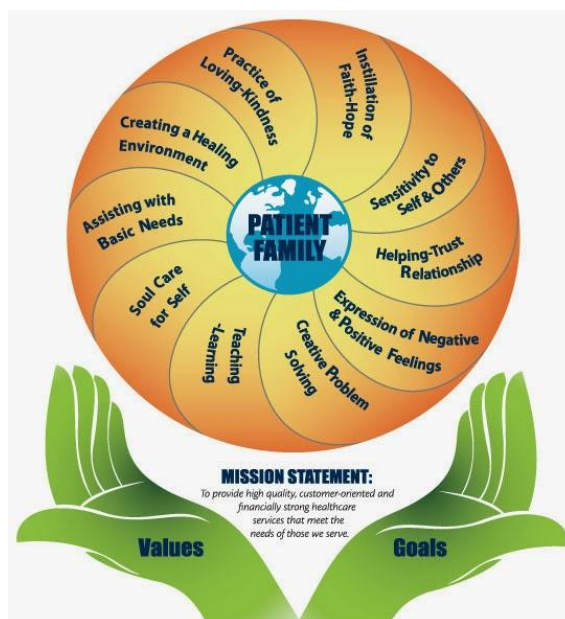 Practice of
Loving-Kindness
Instillation of
Faith-Hope
Sensitivity to
Self & Others
Helping-Trust
Relationship
Expression of Negative
& Positive Feelings
Creative Problem
Solving
Teaching
-Learning
Soul Care
for Self
Assisting with
Basic Needs
Creating a Healing
Environment
PATIENT
FAMILY
MISSION STATEMENT:
To provide high quality, customer-oriented and
financially strong healthcare
services that meet the
needs of those we serve.
Values
Goals